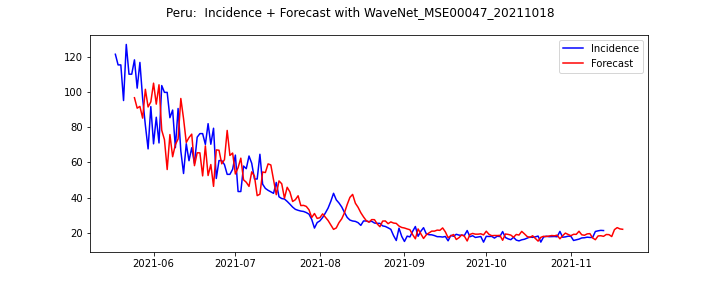 Peru:  Incidence + Forecast with WaveNet_MSE00047_20211018
Incidence
Forecast
120
100
80
60
40
20
2021-06 2021-07 2021-08 2021-09 2021-10 2021-11